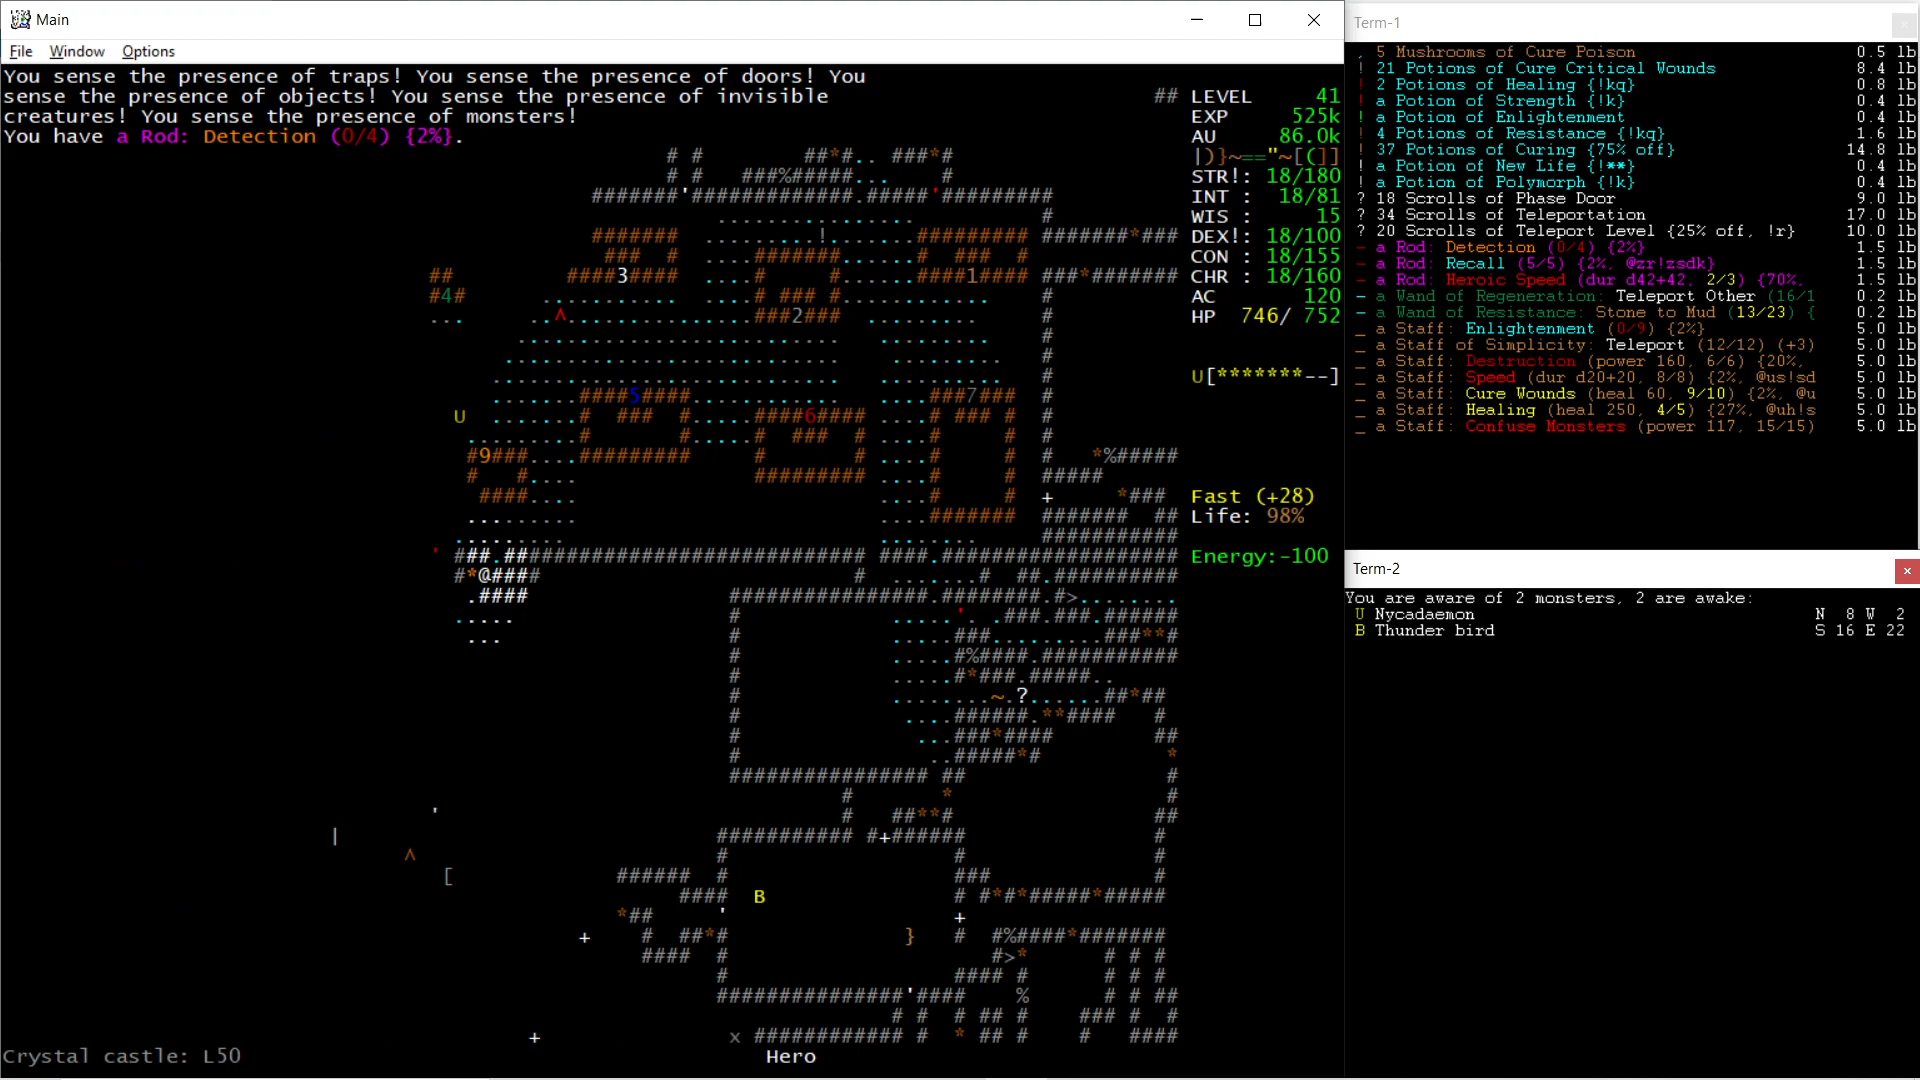 Main
File Window Options
You sense the presence of traps! You sense the presence of doors! You
sense the presence of objects! You sense the presence of invisible
creatures! You sense the presence of monsters!
You have a Rod: Detection (0/4) {2%}.
LEVEL 41
EXP 525k
AU 86.0k
|)}~=="~[(]]
STR!: 18/180
INT : 18/81
WIS : 15
DEX!: 18/100
CON : 18/155
CHR : 18/160
AC 120
HP 746/ 752
U[*******--]
Fast (+28)
Life: 98%
Energy:-100
Crystal castle: L50
Hero
Term-1
, 5 Mushrooms of Cure Poison 0.5 lb
! 21 Potions of Cure Critical Wounds 8.4 lb
! 2 Potions of Healing {!kq} 0.8 lb
! a Potion of Strength {!k} 0.4 lb
! a Potion of Enlightenment 0.4 lb
! 4 Potions of Resistance {!kq} 1.6 lb
! 37 Potions of Curing {75% off} 14.8 lb
! a Potion of New Life {!**} 0.4 lb
! a Potion of Polymorph {!k} 0.4 lb
? 18 Scrolls of Phase Door 9.0 lb
? 34 Scrolls of Teleportation 17.0 lb
? 20 Scrolls of Teleport Level {25% off, !r} 10.0 lb
- a Rod: Detection (0/4) {2%} 1.5 lb
- a Rod: Recall (5/5) {2%, @zr!zsdk} 1.5 lb
- a Rod: Heroic Speed (dur d42+42, 2/3) {70%, 1.5 lb
- a Wand of Regeneration: Teleport Other (16/1 0.2 lb
- a Wand of Resistance: Stone to Mud (13/23) { 0.2 lb
_ a Staff: Enlightenment (0/9) {2%} 5.0 lb
_ a Staff of Simplicity: Teleport (12/12) (+3) 5.0 lb
_ a Staff: Destruction (power 160, 6/6) {20%, 5.0 lb
_ a Staff: Speed (dur d20+20, 8/8) {2%, @us!sd 5.0 lb
_ a Staff: Cure Wounds (heal 60, 9/10) {2%, @u 5.0 lb
_ a Staff: Healing (heal 250, 4/5) {27%, @uh!s 5.0 lb
_ a Staff: Confuse Monsters (power 117, 15/15) 5.0 lb
Term-2
You are aware of 2 monsters, 2 are awake:
U Nycadaemon N 8 W 2
B Thunder bird S 16 E 22